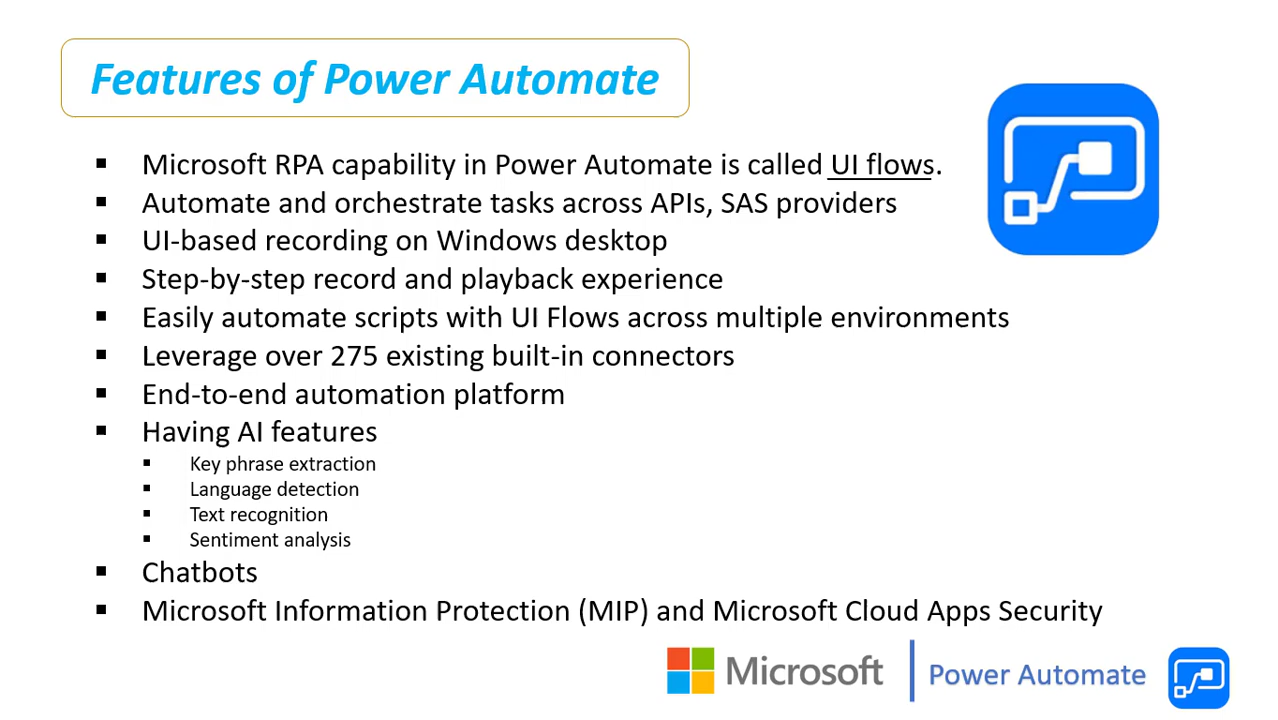 Features of Power Automate
▪ Microsoft RPA capability in Power Automate is called UI flows.
▪ Automate and orchestrate tasks across APIs, SAS providers
▪ UI-based recording on Windows desktop
▪ Step-by-step record and playback experience
▪ Easily automate scripts with UI Flows across multiple environments
▪ Leverage over 275 existing built-in connectors
▪ End-to-end automation platform
▪ Having AI features
▪ Key phrase extraction
▪ Language detection
▪ Text recognition
▪ Sentiment analysis
▪ Chatbots
▪ Microsoft Information Protection (MIP) and Microsoft Cloud Apps Security
Microsoft | Power Automate